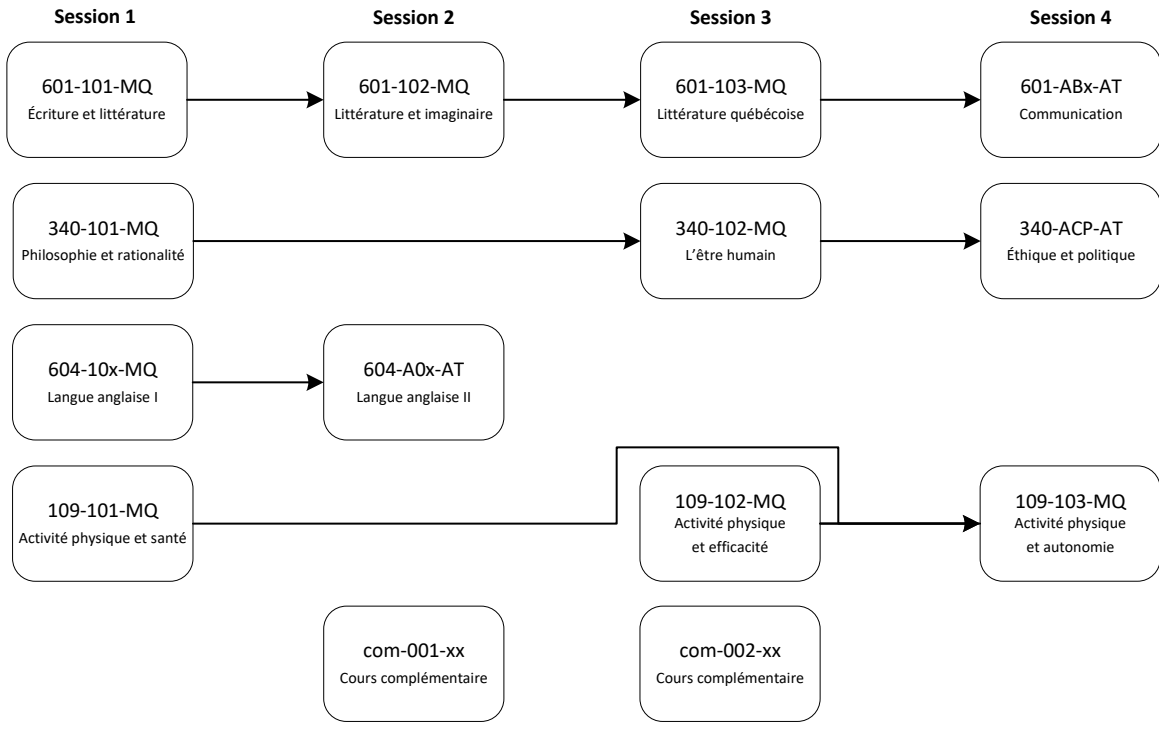 Session 1
Session 2
Session 3
Session 4
601-101-MQ
Écriture et littérature
601-102-MQ
Littérature et imaginaire
601-103-MQ
Littérature québécoise
601-ABx-AT
Communication
340-101-MQ
Philosophie et rationalité
340-102-MQ
L'être humain
340-ACP-AT
Éthique et politique
604-10x-MQ
Langue anglaise I
604-A0x-AT
Langue anglaise II
109-101-MQ
Activité physique et santé
109-102-MQ
Activité physique
et efficacité
109-103-MQ
Activité physique
et autonomie
com-001-xx
Cours complémentaire
com-002-xx
Cours complémentaire